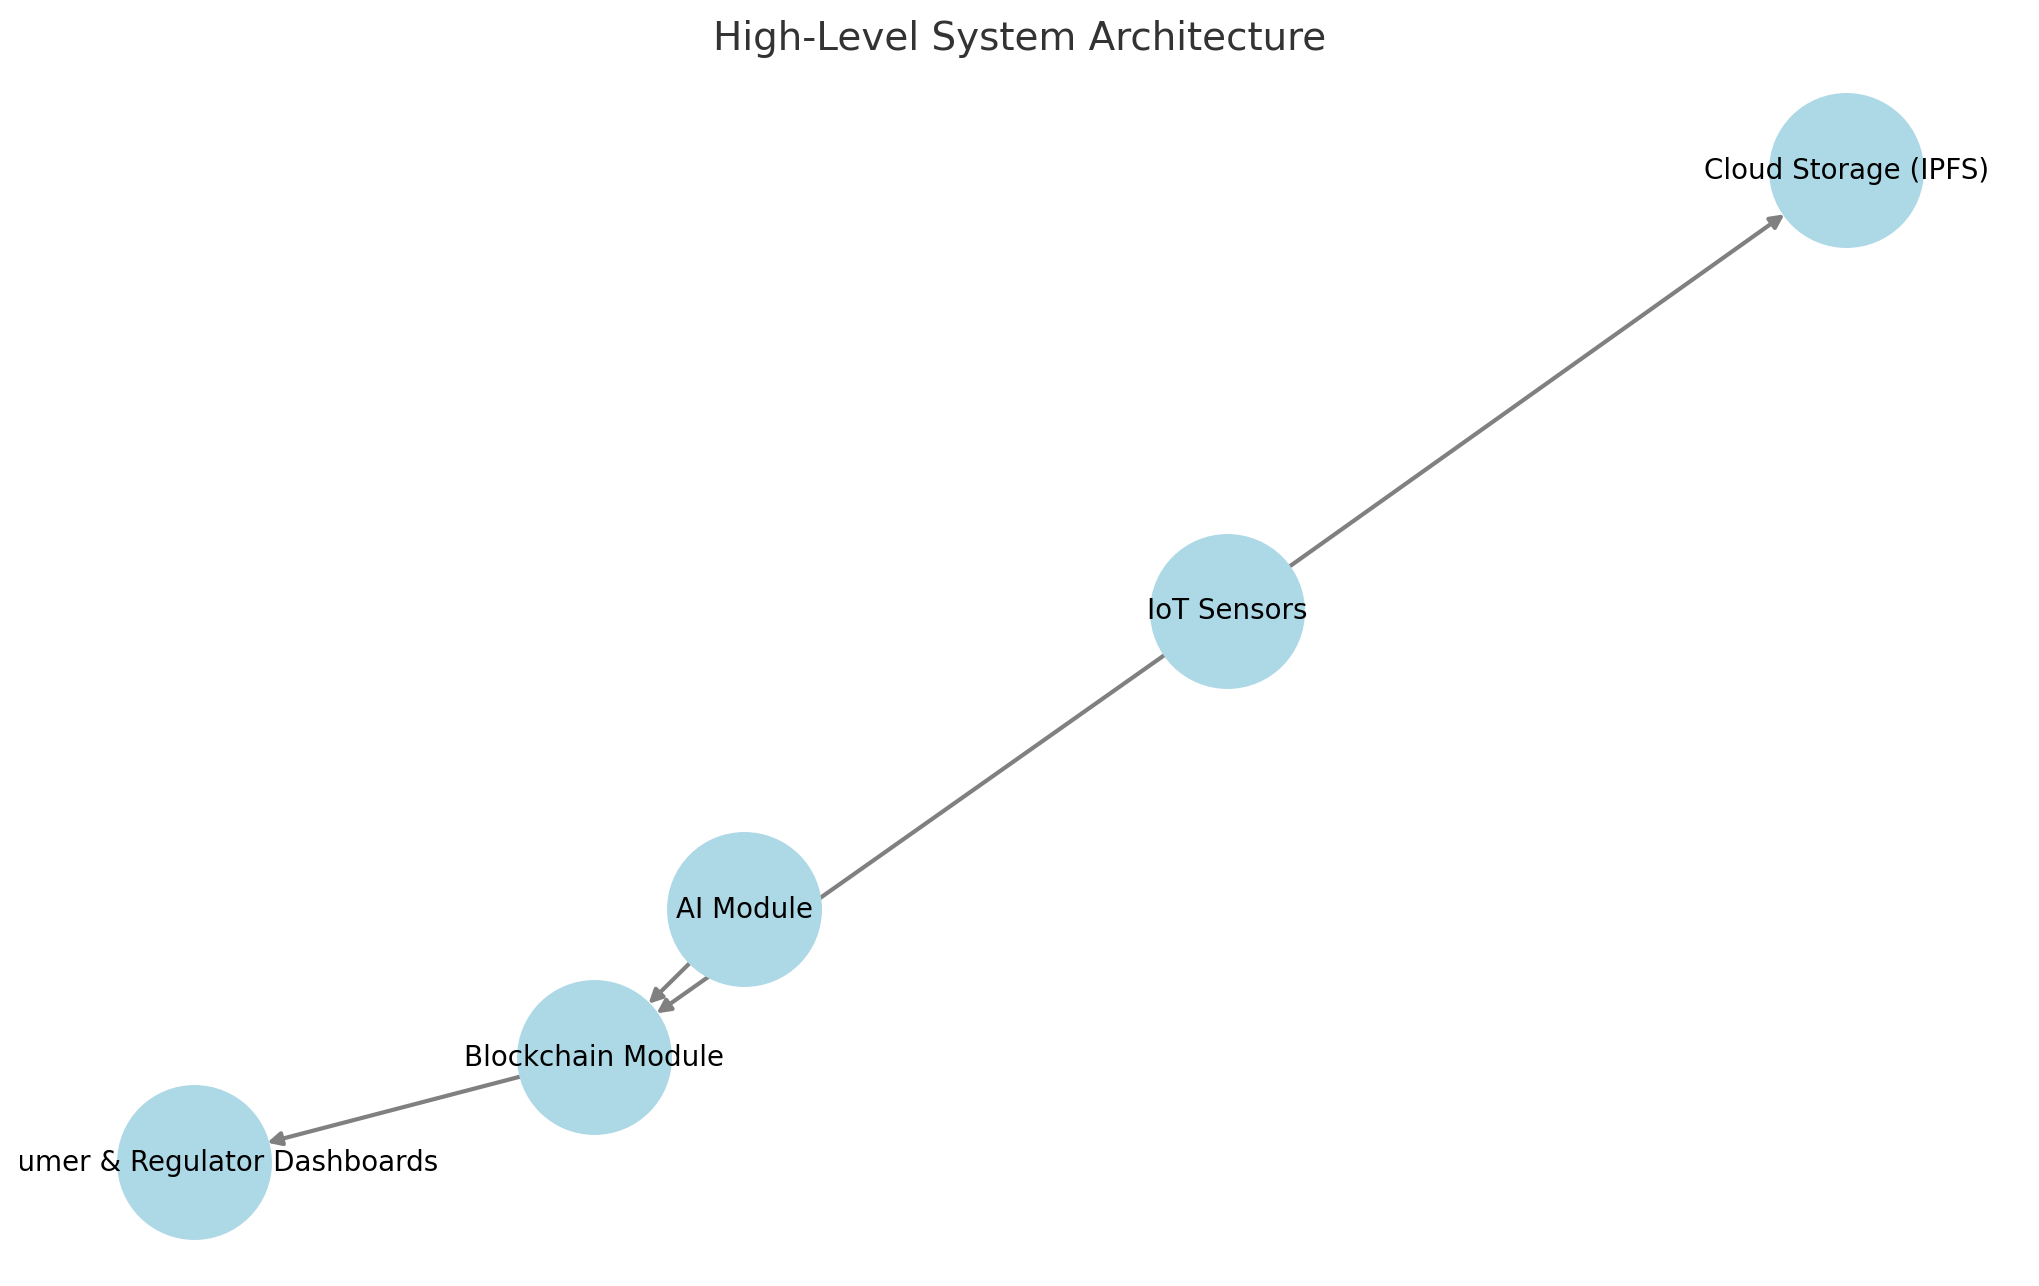 High-Level System Architecture
Cloud Storage (IPFS)
IoT Sensors
AI Module
Blockchain Module
umer & Regulator Dashboards